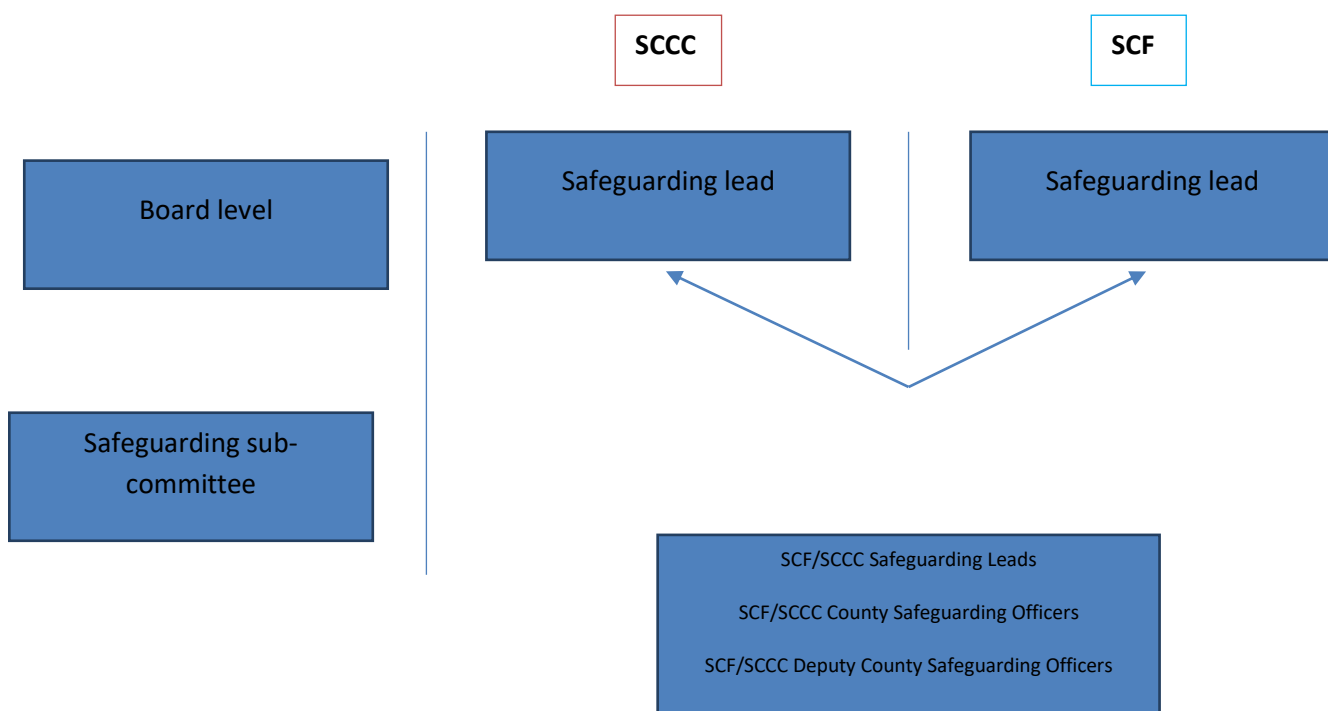 SCCC
SCF
Board level
Safeguarding lead
Safeguarding lead
Safeguarding sub-
committee
SCF/SCCC Safeguarding Leads
SCF/SCCC County Safeguarding Officers
SCF/SCCC Deputy County Safeguarding Officers